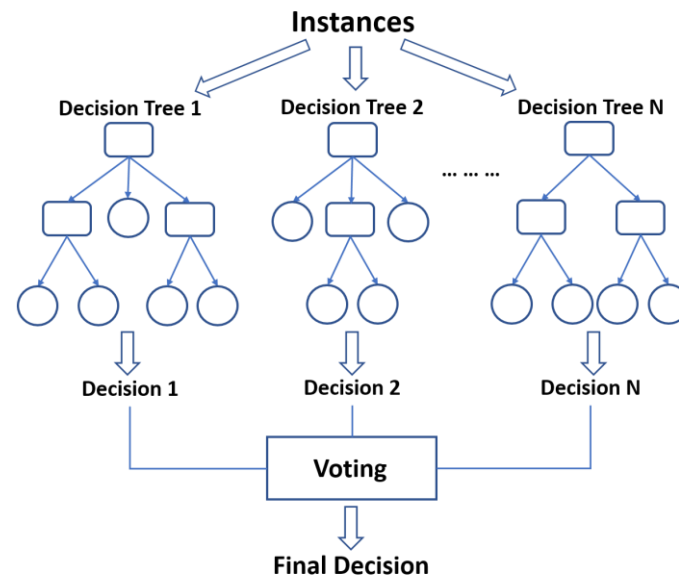 Instances
Decision Tree 1
Decision Tree 2
Decision Tree N
... ... ...
Decision 1
Decision 2
Decision N
Voting
Final Decision